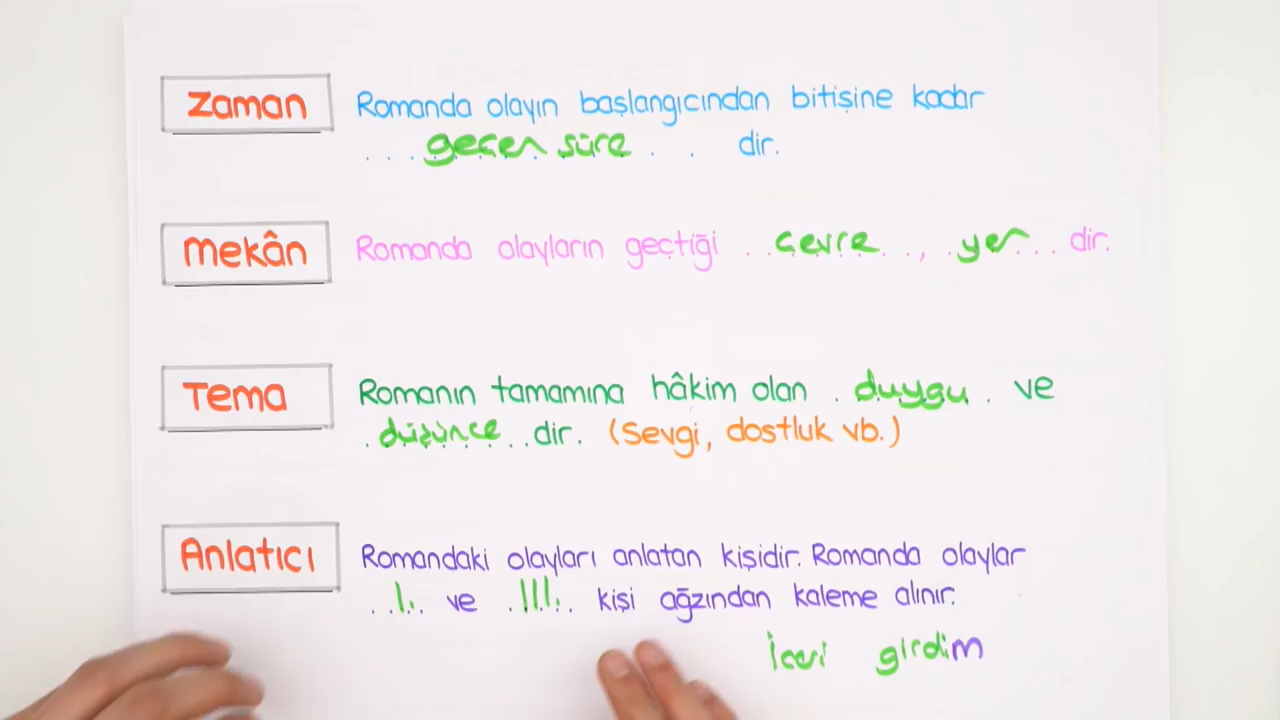 Zaman
Romanda olayın başlangıcından bitişine kadar
... geçen süre . . dir.
Mekân
Romanda olayların geçtiği ..çevre.., .yer... dir.
Tema
Romanın tamamına hâkim olan .duygu. ve
.düşünce..dir. (Sevgi, dostluk vb.)
Anlatıcı
Romandaki olayları anlatan kişidir. Romanda olaylar
..I... ve .III.. kişi ağzından kaleme alınır.
İçeri girdim